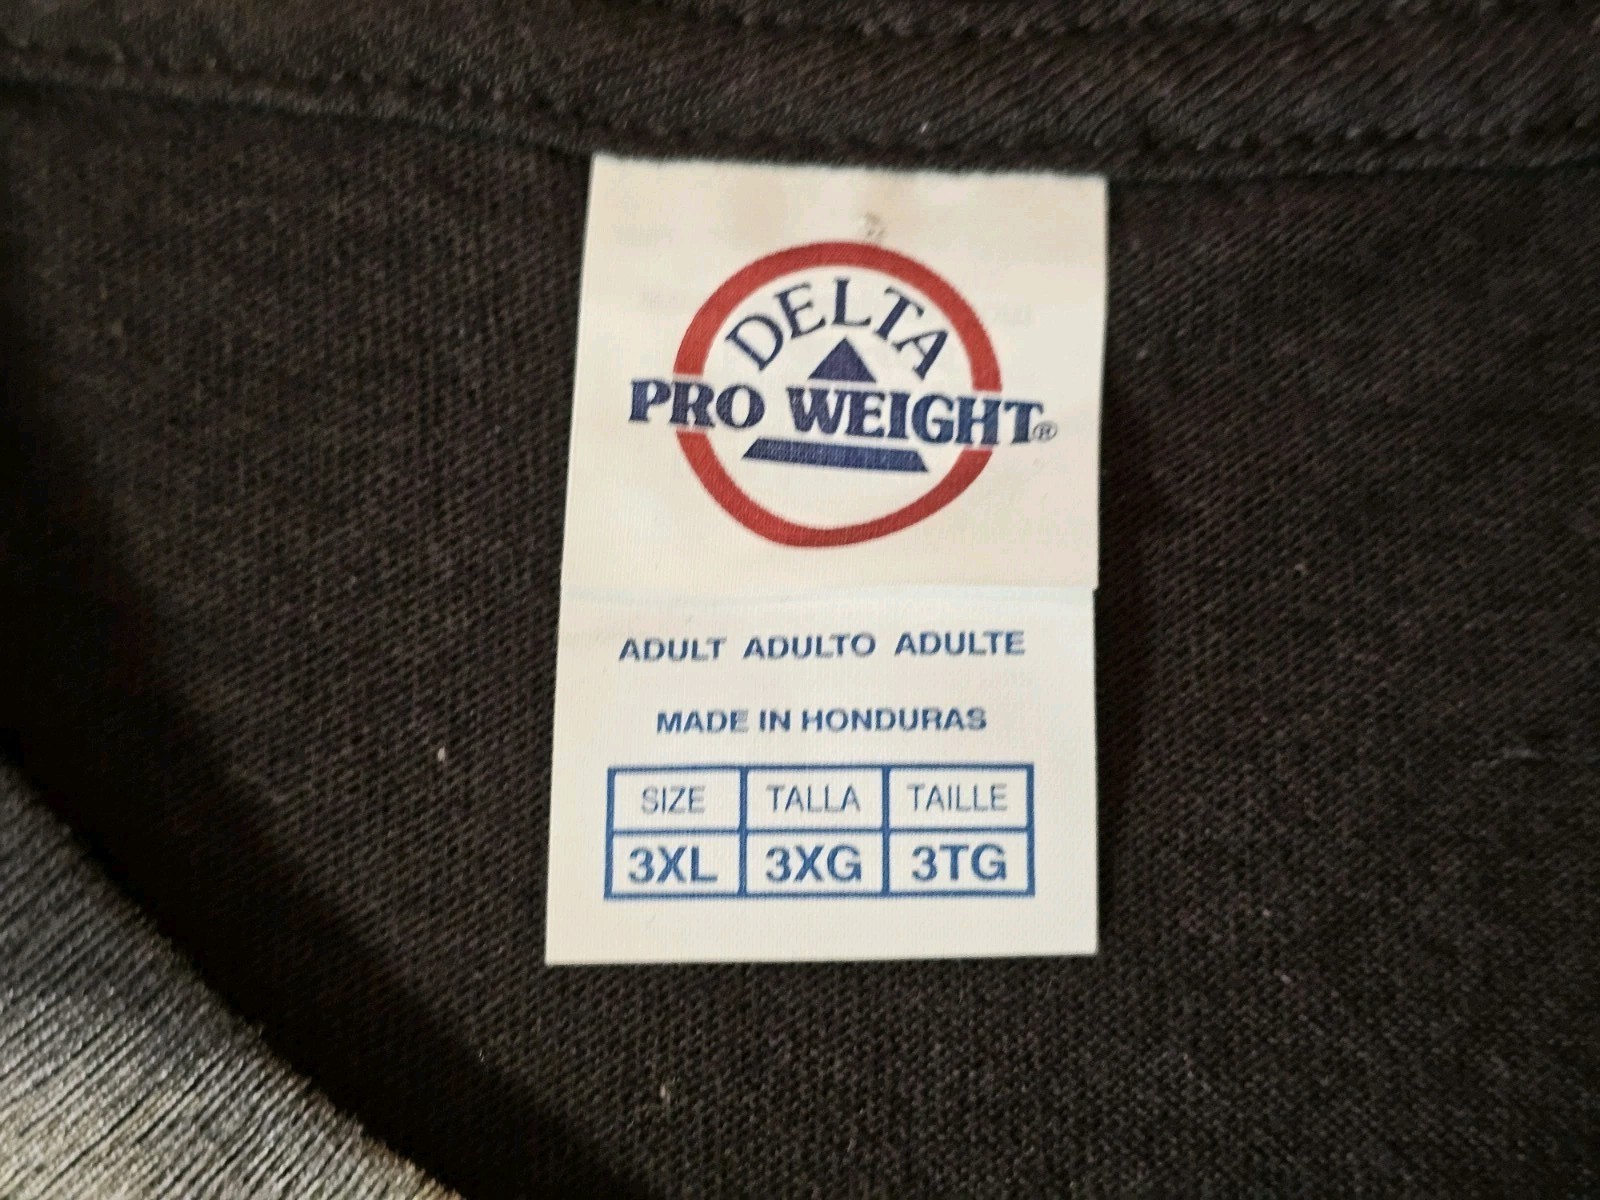 DELTA
PRO WEIGHT®
ADULT ADULTO ADULTE
MADE IN HONDURAS
SIZE TALLA TAILLE
3XL 3XG 3TG